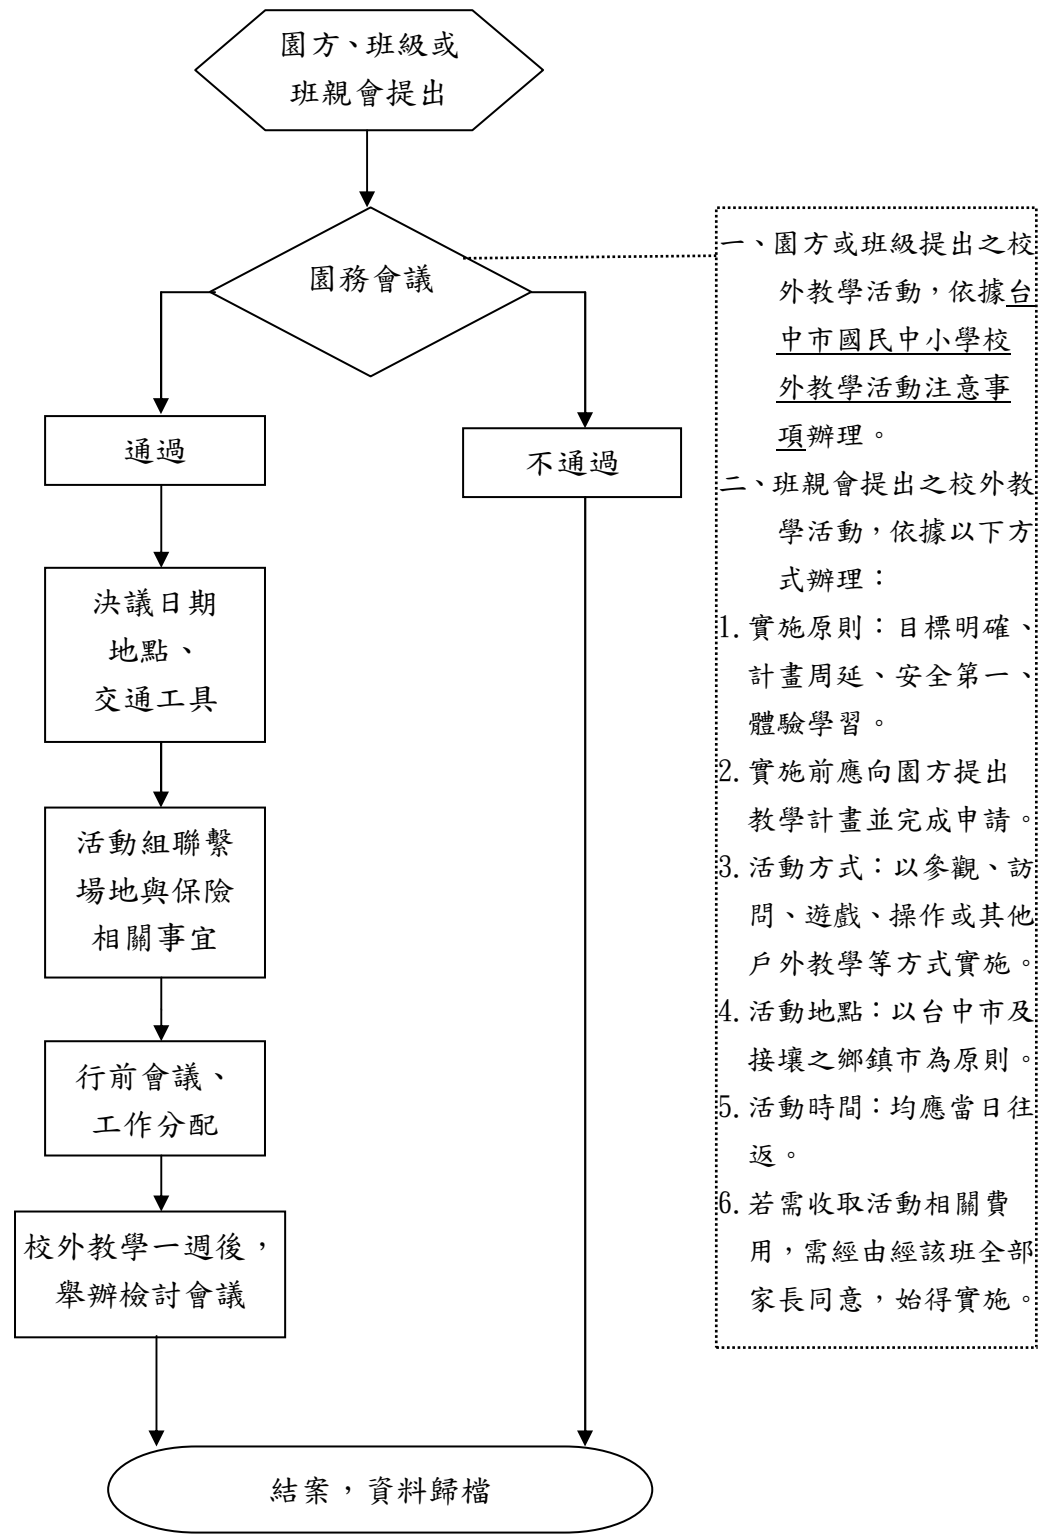 園方、班級或
班親會提出
園務會議
通過
不通過
決議日期
地點、
交通工具
活動組聯繫
場地與保險
相關事宜
行前會議、
工作分配
校外教學一週後，
舉辦檢討會議
結案，資料歸檔
一、園方或班級提出之校
外教學活動，依據台
中市國民中小學校
外教學活動注意事
項辦理。
二、班親會提出之校外教
學活動，依據以下方
式辦理：
1.實施原則：目標明確、
計畫周延、安全第一、
體驗學習。
2.實施前應向園方提出
教學計畫並完成申請。
3.活動方式：以參觀、訪
問、遊戲、操作或其他
戶外教學等方式實施。
4.活動地點：以台中市及
接壤之鄉鎮市為原則。
5.活動時間：均應當日往
返。
6.若需收取活動相關費
用，需經由經該班全部
家長同意，始得實施。